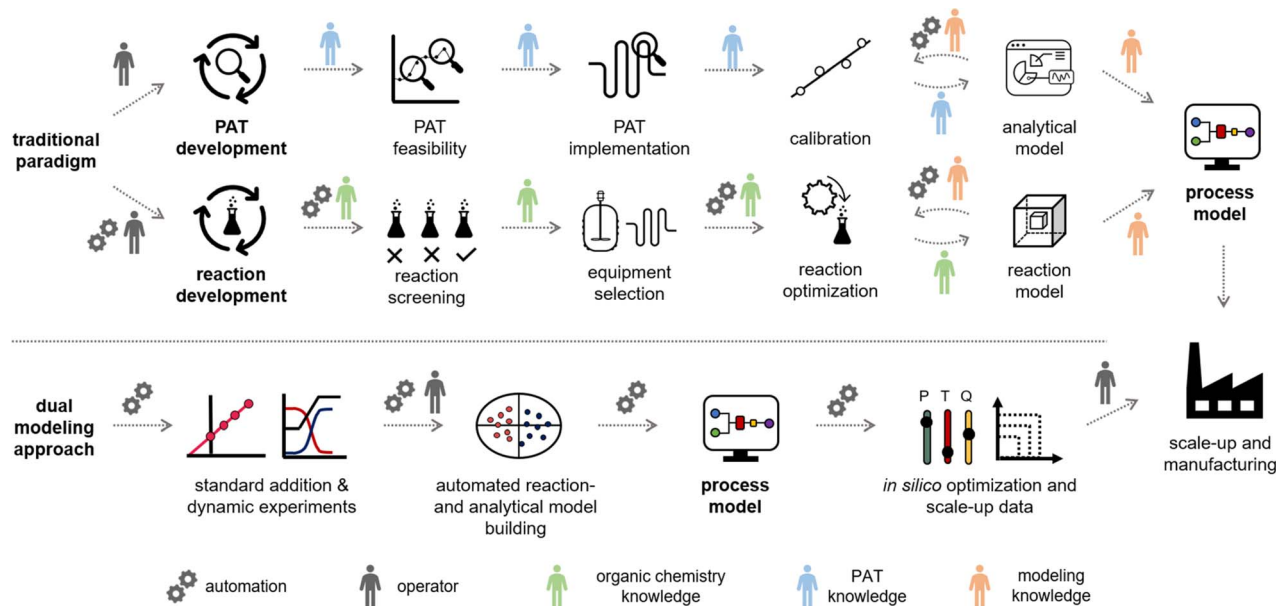 traditional
paradigm
PAT
development
PAT
feasibility
PAT
implementation
calibration
analytical
model
process
model
reaction
development
reaction
screening
equipment
selection
reaction
optimization
reaction
model
dual
modeling
approach
standard addition &
dynamic experiments
automated reaction-
and analytical model
building
process
model
P T Q
in silico optimization and
scale-up data
scale-up and
manufacturing
automation
operator
organic chemistry
knowledge
PAT
knowledge
modeling
knowledge